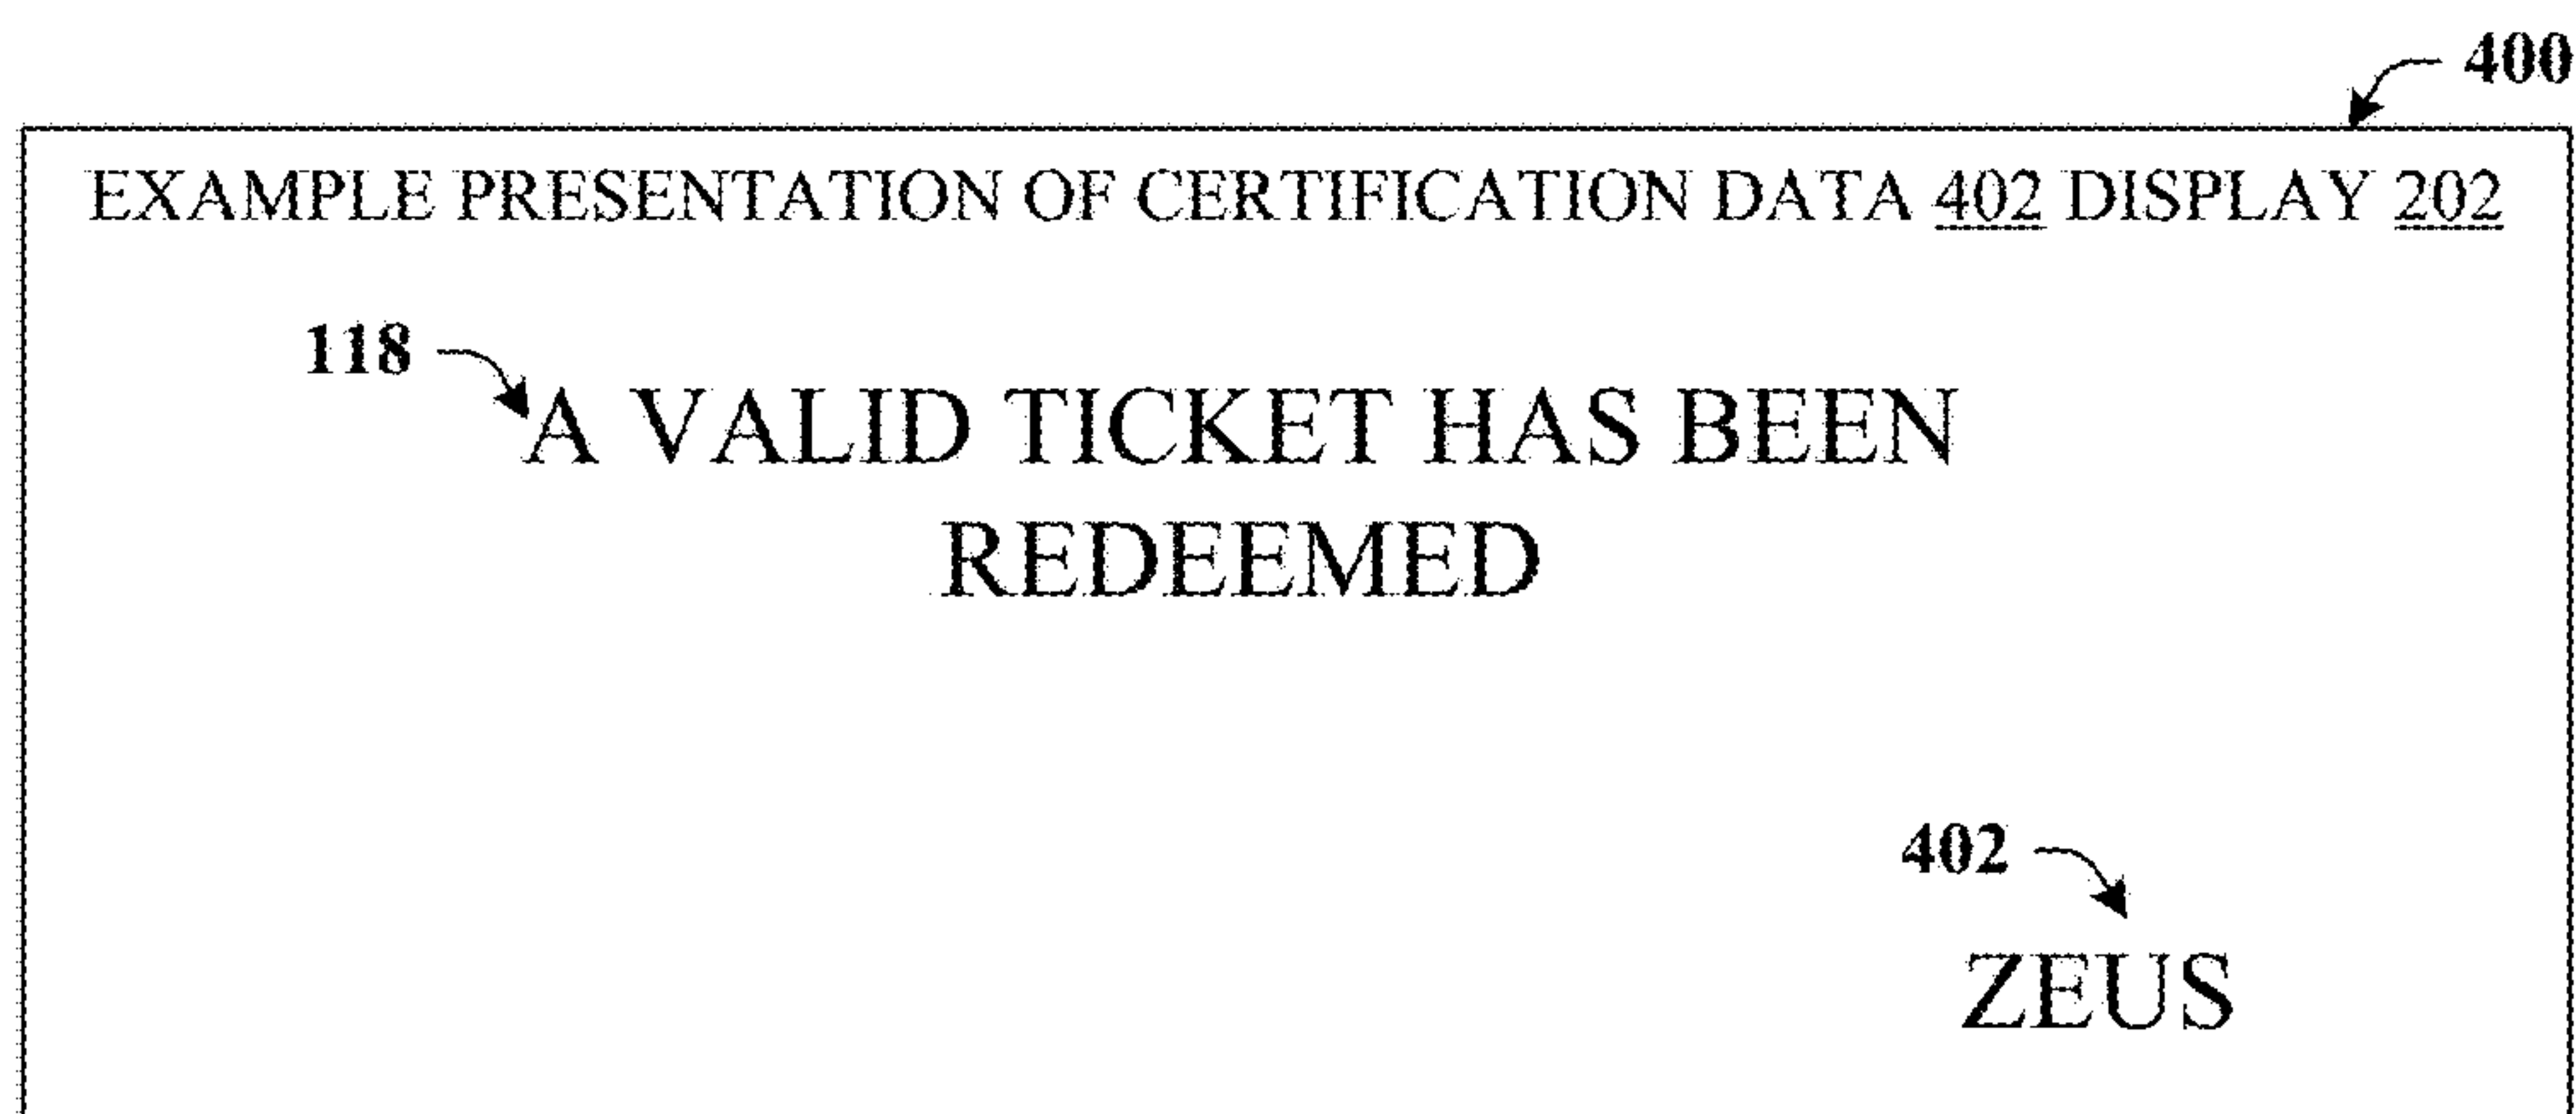 400
EXAMPLE PRESENTATION OF CERTIFICATION DATA 402 DISPLAY 202
118
A VALID TICKET HAS BEEN
REDEEMED
402
ZEUS